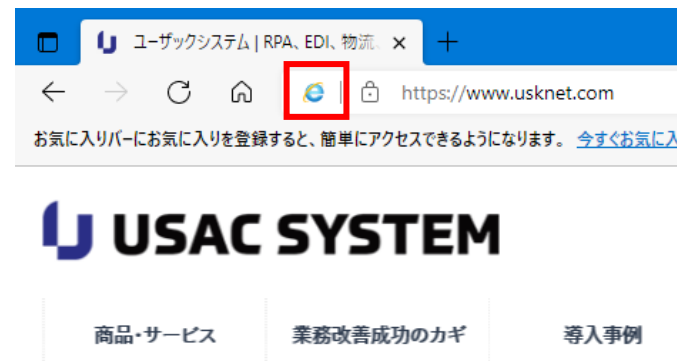 ユーザックシステム | RPA、EDI、物流、
https://www.usknet.com
お気に入りバーにお気に入りを登録すると、簡単にアクセスできるようになります。 今すぐお気に入
USAC SYSTEM
商品・サービス 業務改善成功のカギ 導入事例